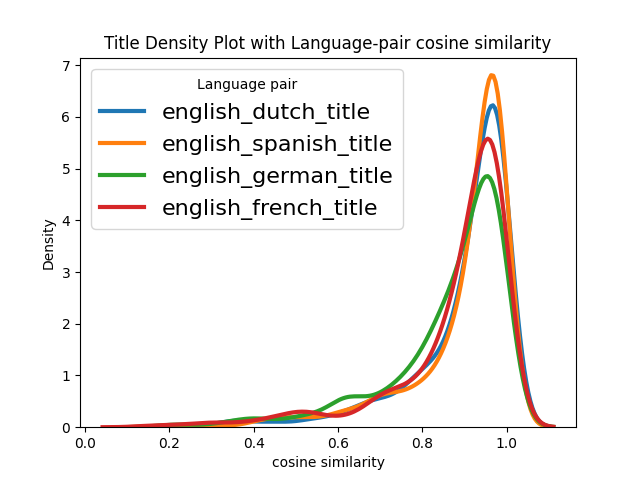 Title Density Plot with Language-pair cosine similarity
7
6
5
4
3
2
1
0
Density
Language pair
english_dutch_title
english_spanish_title
english_german_title
english_french_title
0.0 0.2 0.4 0.6 0.8 1.0
cosine similarity